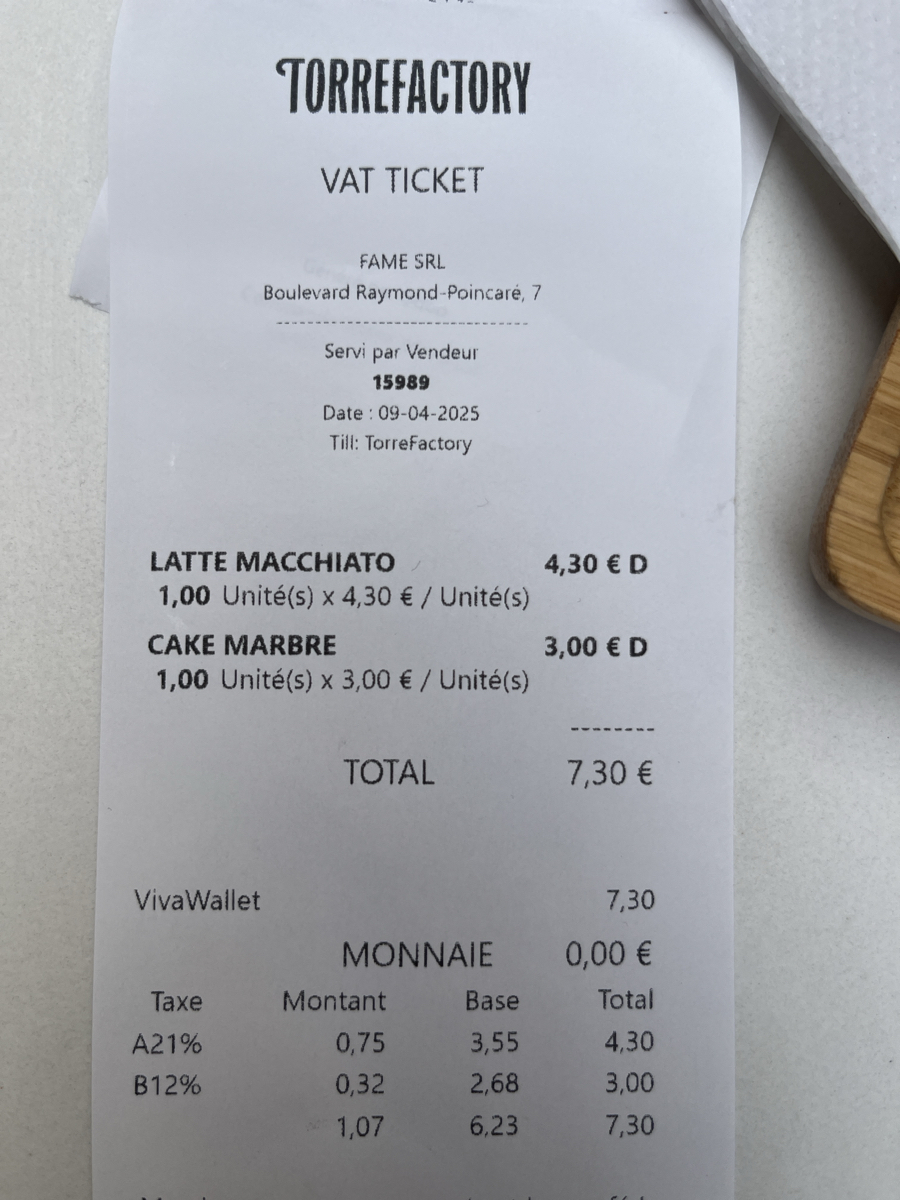 TORREFACTORY
VAT TICKET
FAME SRL
Boulevard Raymond-Poincaré, 7
--------------------------------
Servi par Vendeur
15989
Date : 09-04-2025
Till: TorreFactory
LATTE MACCHIATO 4,30 € D
1,00 Unité(s) x 4,30 € / Unité(s)
CAKE MARBRE 3,00 € D
1,00 Unité(s) x 3,00 € / Unité(s)
--------
TOTAL 7,30 €
VivaWallet 7,30
MONNAIE 0,00 €
Taxe Montant Base Total
A21% 0,75 3,55 4,30
B12% 0,32 2,68 3,00
1,07 6,23 7,30